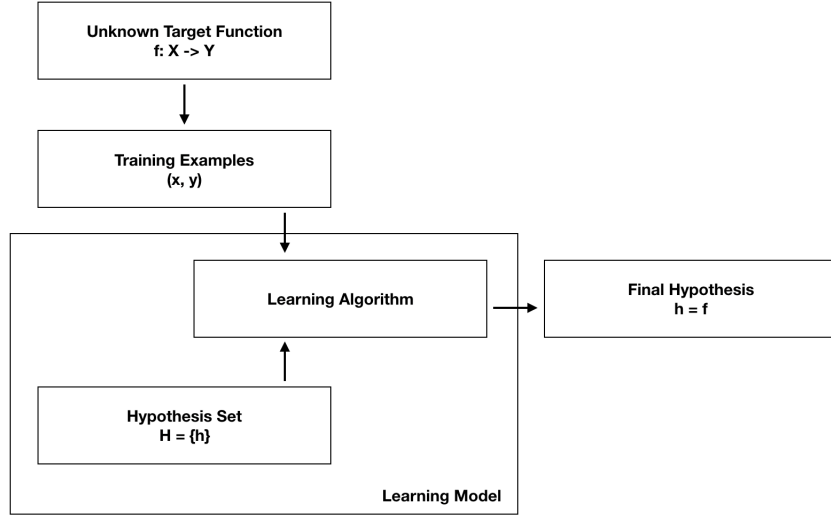 Unknown Target Function
f: X -> Y
Training Examples
(x, y)
Learning Algorithm
Final Hypothesis
h = f
Hypothesis Set
H = {h}
Learning Model